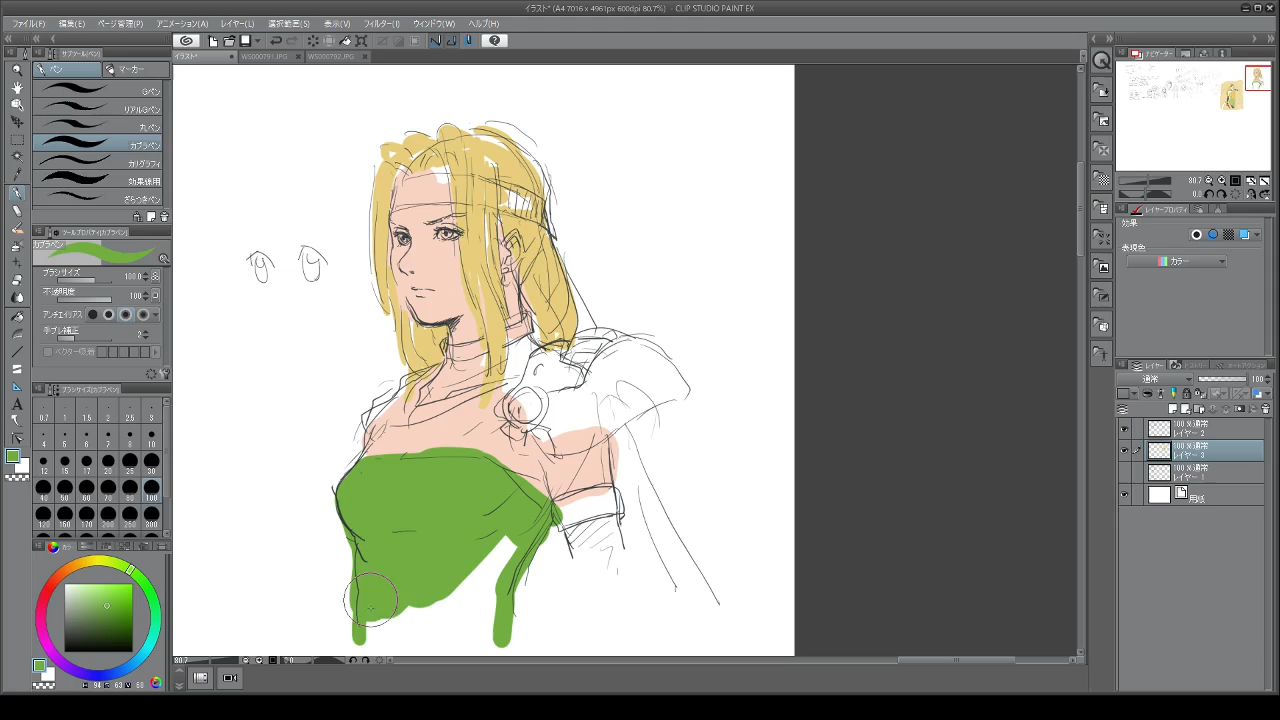 イラスト* (A4 7016 x 4961px 600dpi 80.7%) - CLIP STUDIO PAINT EX
ファイル(F) 編集(E) ページ管理(P) アニメーション(A) レイヤー(L) 選択範囲(S) 表示(V) フィルター(I) ウィンドウ(W) ヘルプ(H)
イラスト* WS000791.JPG WS000792.JPG
サブツール(ペン)
ペン マーカー
Gペン
リアルGペン
丸ペン
カブラペン
カリグラフィ
効果線用
ざらつきペン
ツールプロパティ(カブラペン)
カブラペン
ブラシサイズ 100.0
不透明度 100
アンチエイリアス
手ブレ補正 2
ベクター吸着
ブラシサイズ(カブラペン)
0.7 1 1.5 2 2.5 3
4 5 6 7 8 10
12 15 17 20 25 30
40 50 60 70 80 100
120 150 170 200 250 300
94 63 68
80.7
ナビゲーター
80.7
0.0
レイヤープロパティ
効果
表現色
カラー
レイヤー
通常 100
100 %通常
レイヤー 2
100 %通常
レイヤー 3
100 %通常
レイヤー 1
用紙